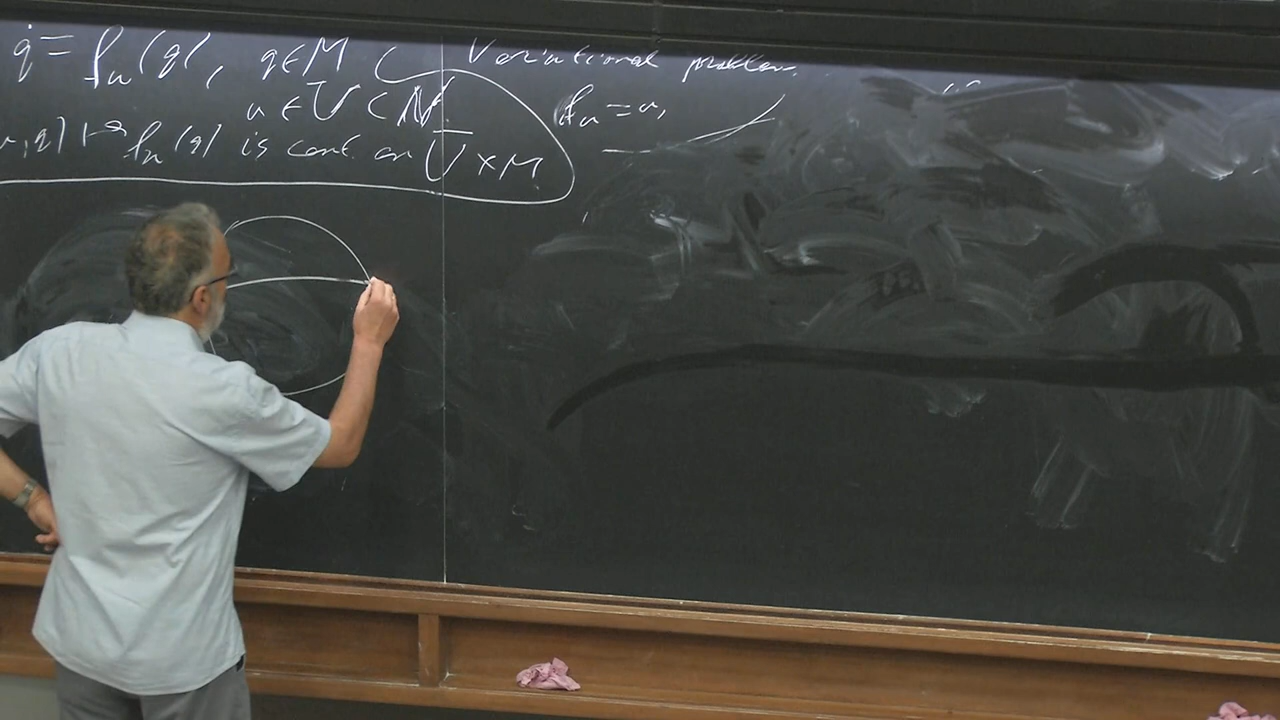 q̇ = f_u(q), q ∈ M
u ∈ U ⊂ N
, q) ↦ f_u(q) is cont. on U̅ × M
Variational problem.
f_u = u,